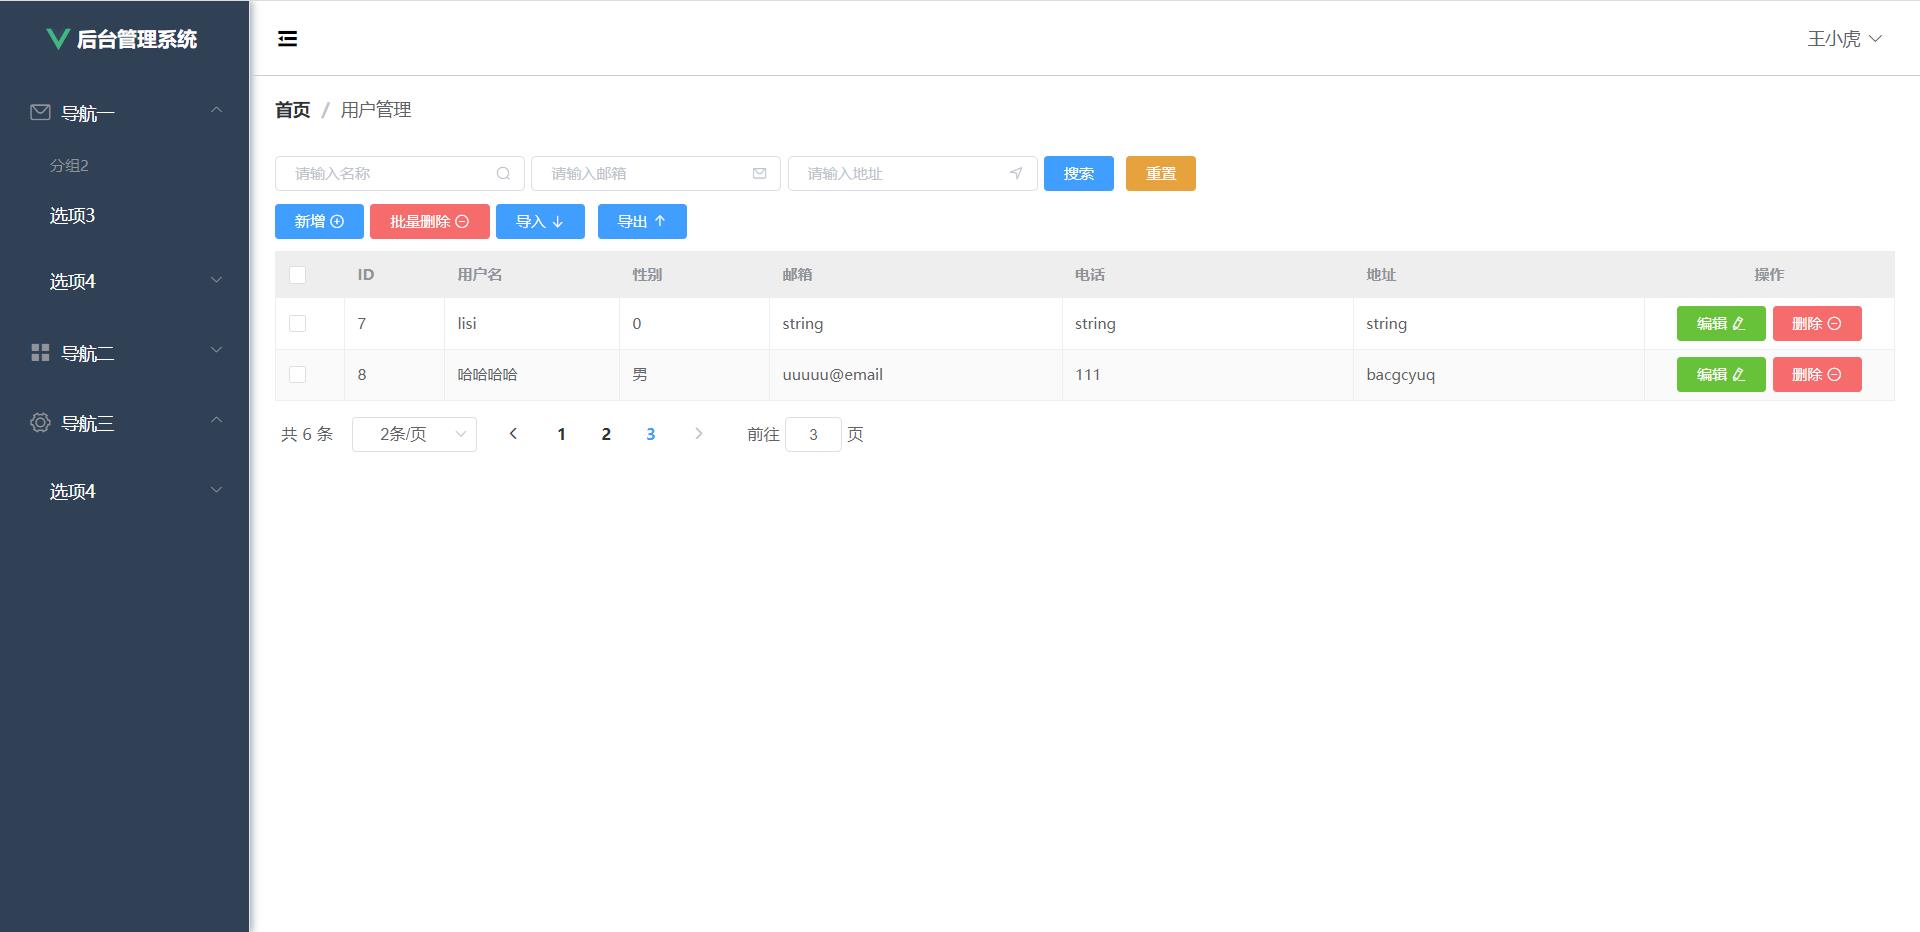 后台管理系统
王小虎
导航一
分组2
选项3
选项4
导航二
导航三
选项4
首页 / 用户管理
请输入名称 请输入邮箱 请输入地址 搜索 重置
新增 批量删除 导入 导出
ID 用户名 性别 邮箱 电话 地址 操作
7 lisi 0 string string string 编辑 删除
8 哈哈哈哈 男 uuuuu@email 111 bacgcyuq 编辑 删除
共 6 条 2条/页 1 2 3 前往 3 页